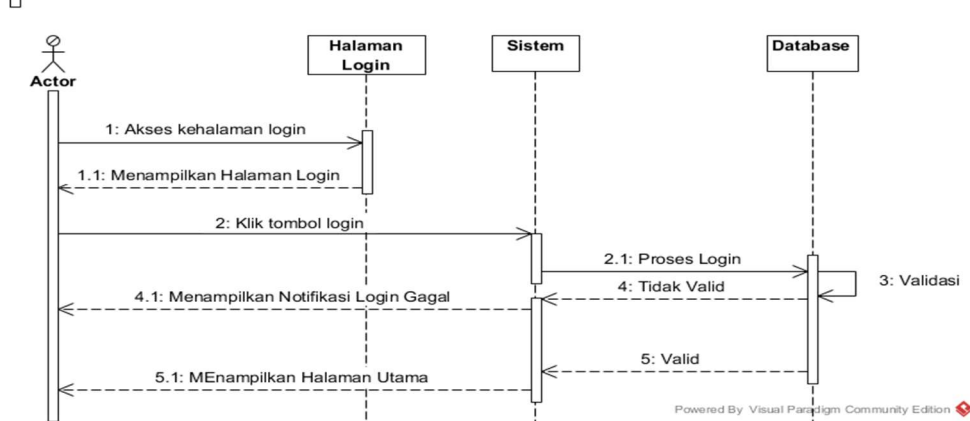 Halaman
Login
Sistem
Database
Actor
1: Akses kehalaman login
1.1: Menampilkan Halaman Login
2: Klik tombol login
2.1: Proses Login
3: Validasi
4: Tidak Valid
4.1: Menampilkan Notifikasi Login Gagal
5: Valid
5.1: MEnampilkan Halaman Utama
Powered By Visual Paradigm Community Edition